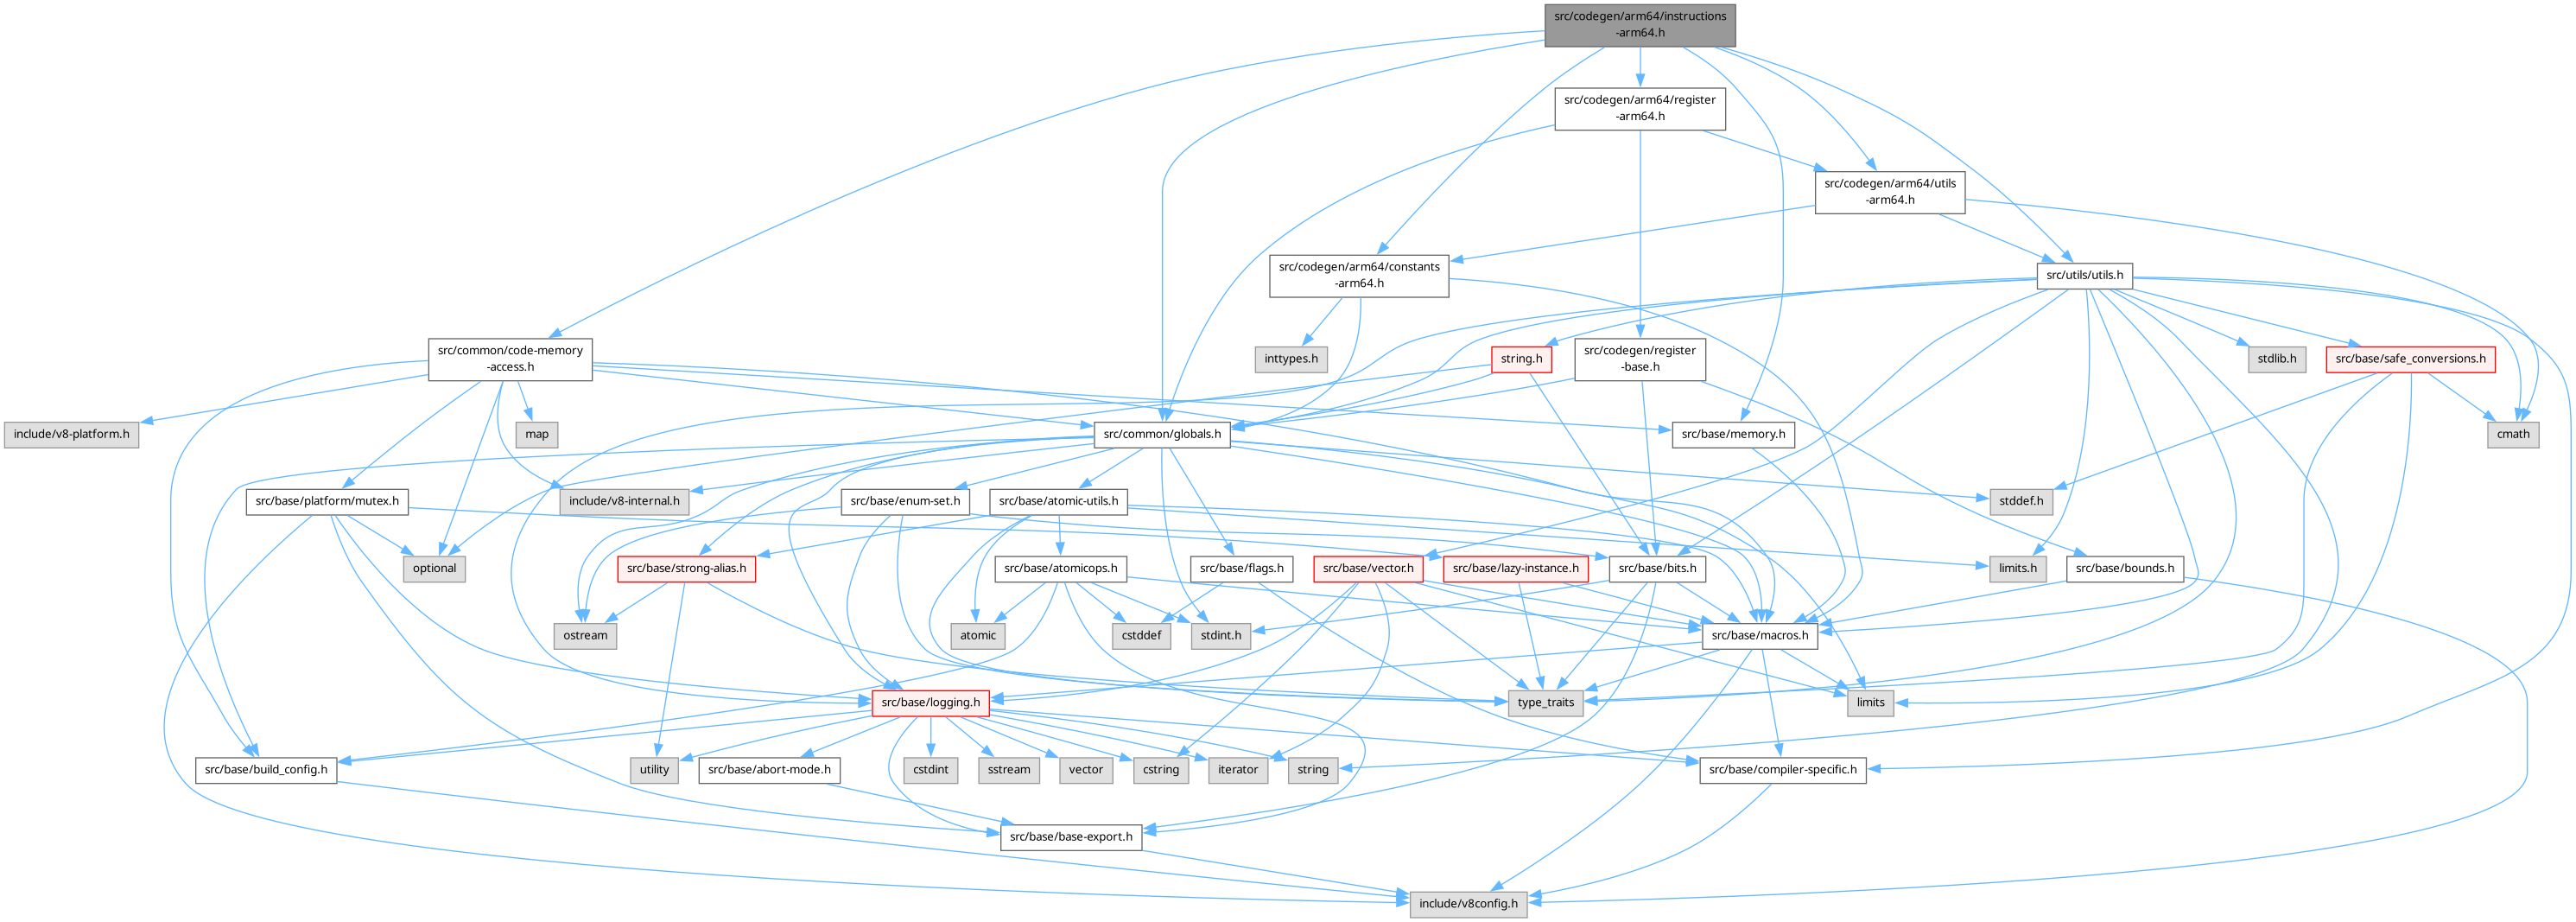 src/codegen/arm64/instructions
-arm64.h
src/codegen/arm64/register
-arm64.h
src/codegen/arm64/utils
-arm64.h
src/codegen/arm64/constants
-arm64.h
src/utils/utils.h
src/common/code-memory
-access.h
inttypes.h
string.h
src/codegen/register
-base.h
stdlib.h
src/base/safe_conversions.h
include/v8-platform.h
map
src/common/globals.h
src/base/memory.h
cmath
src/base/platform/mutex.h
include/v8-internal.h
src/base/enum-set.h
src/base/atomic-utils.h
stddef.h
optional
src/base/strong-alias.h
src/base/atomicops.h
src/base/flags.h
src/base/vector.h
src/base/lazy-instance.h
src/base/bits.h
limits.h
src/base/bounds.h
ostream
atomic
cstddef
stdint.h
src/base/macros.h
src/base/logging.h
type_traits
limits
src/base/build_config.h
utility
src/base/abort-mode.h
cstdint
sstream
vector
cstring
iterator
string
src/base/compiler-specific.h
src/base/base-export.h
include/v8config.h